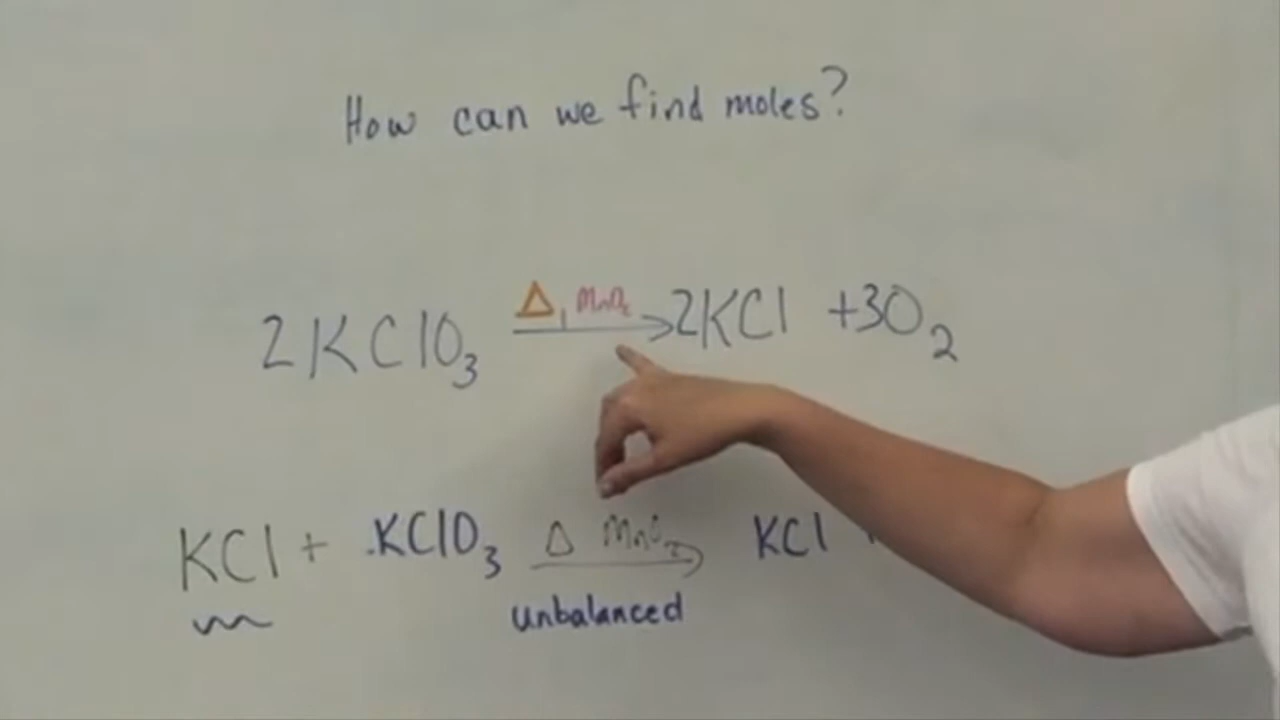 How can we find moles?
2KClO₃ Δ, MnO₂ → 2KCl + 3O₂
KCl + KClO₃ Δ MnO₂ → KCl
unbalanced